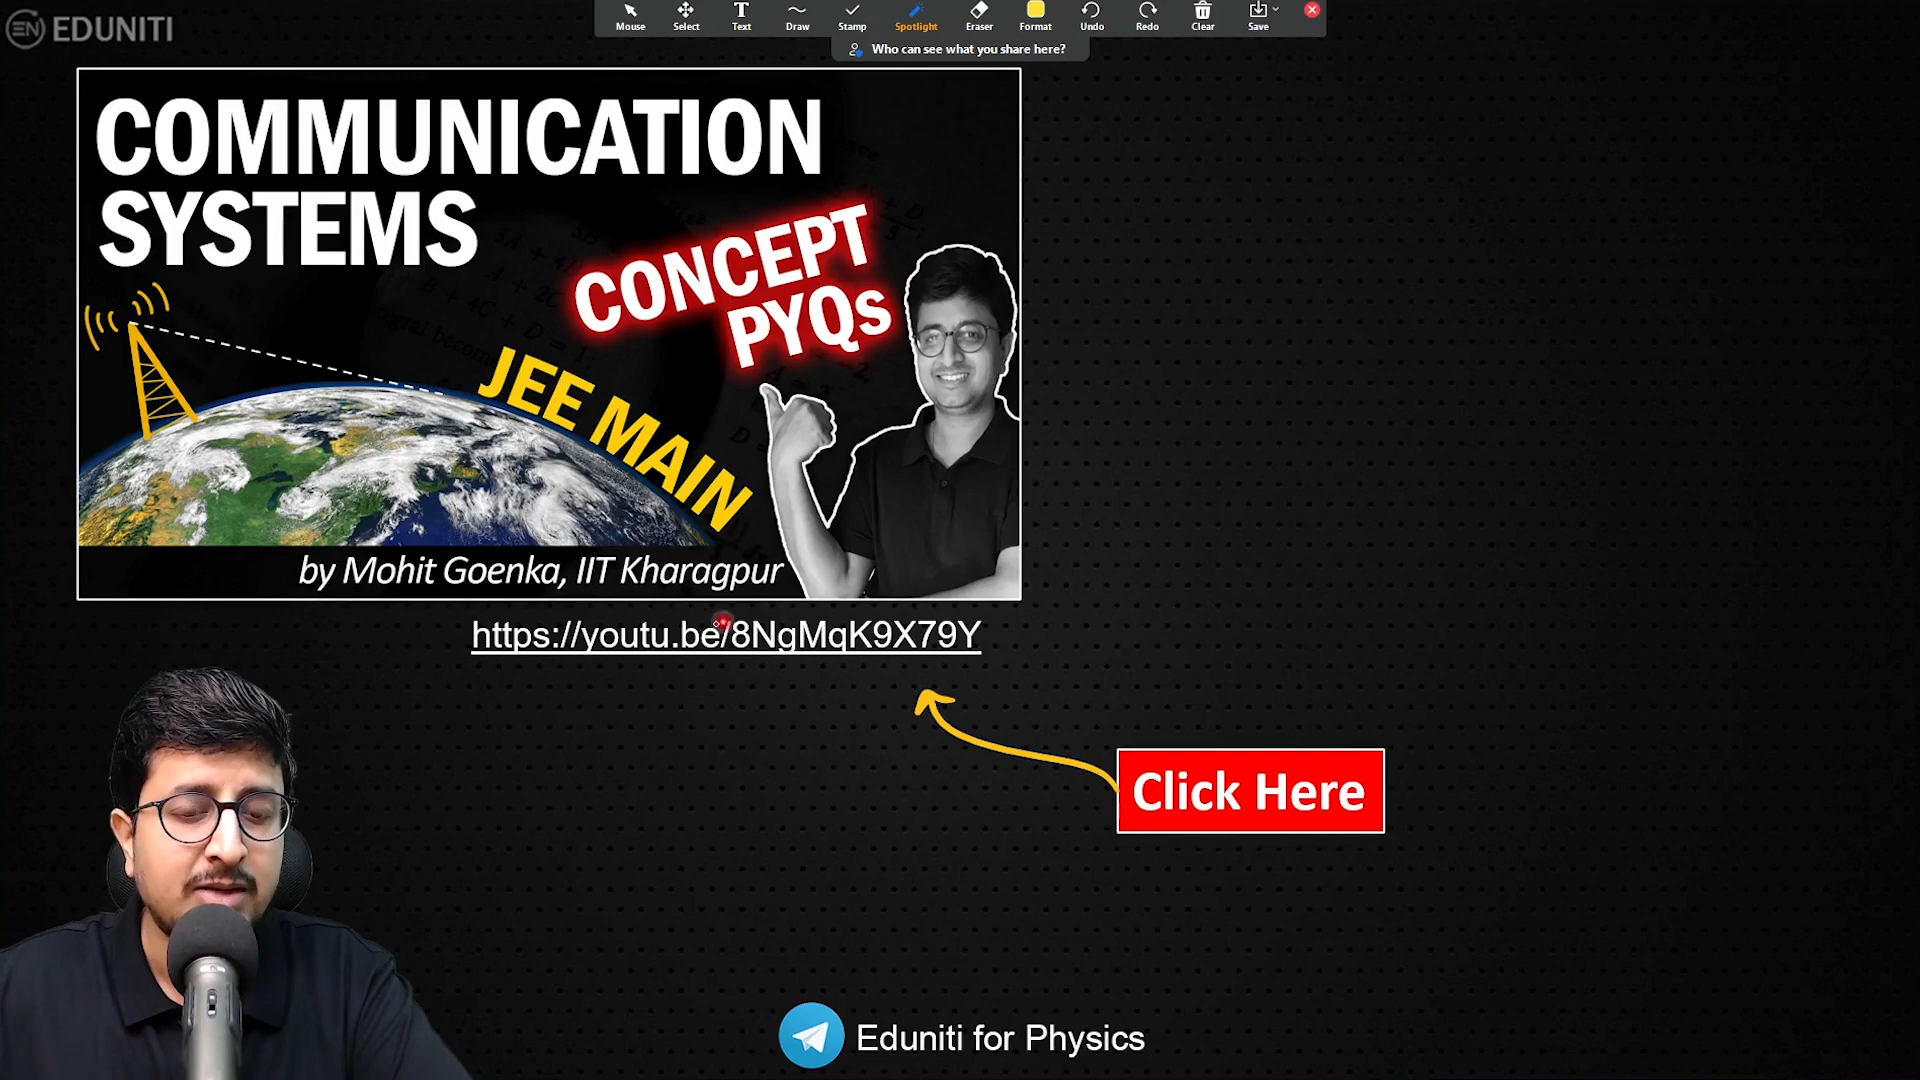 EDUNITI
Mouse
Select
Text
Draw
Stamp
Spotlight
Eraser
Format
Undo
Redo
Clear
Save
Who can see what you share here?
COMMUNICATION
SYSTEMS
CONCEPT
PYQs
JEE MAIN
by Mohit Goenka, IIT Kharagpur
https://youtu.be/8NgMqK9X79Y
Click Here
Eduniti for Physics